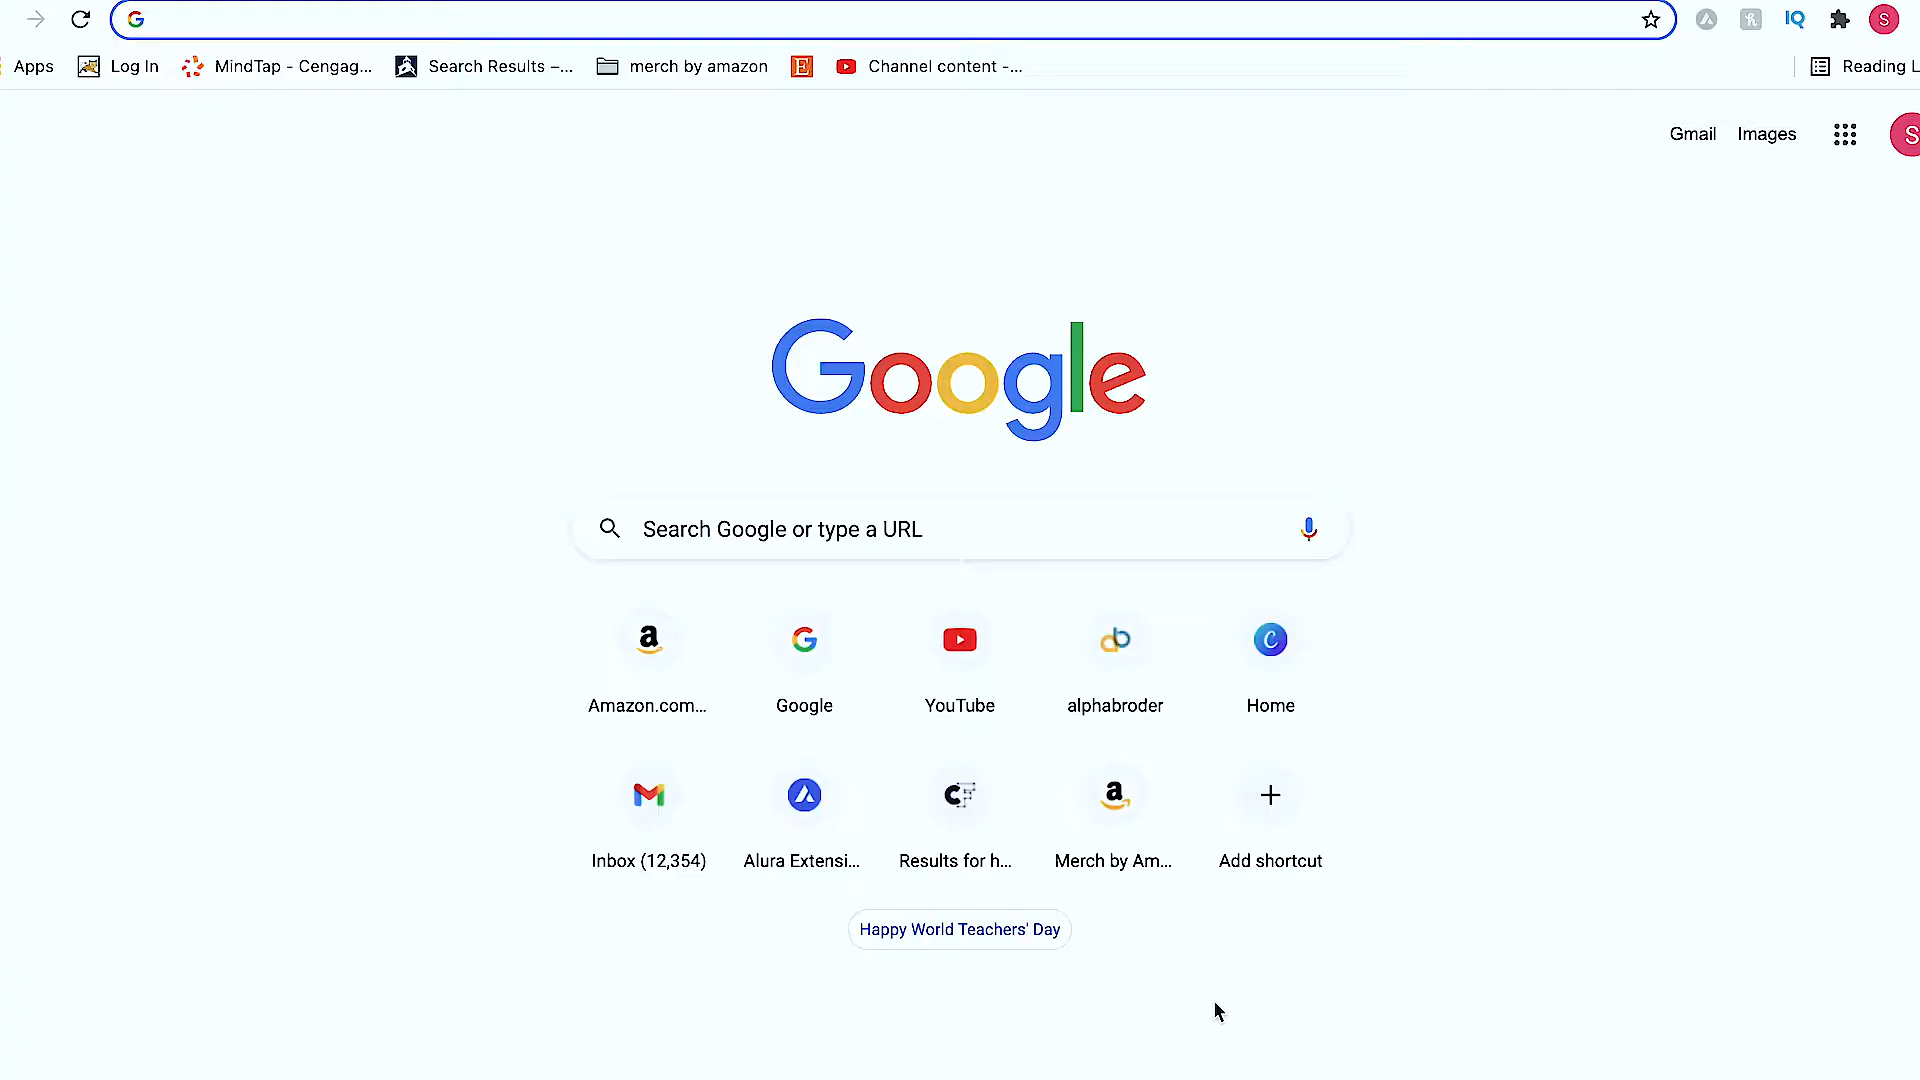 Apps Log In MindTap - Cengag... Search Results –... merch by amazon E Channel content -... Reading L
IQ S
Gmail Images S
Google
Search Google or type a URL
Amazon.com... Google YouTube alphabroder Home
Inbox (12,354) Alura Extensi... Results for h... Merch by Am... Add shortcut
Happy World Teachers' Day